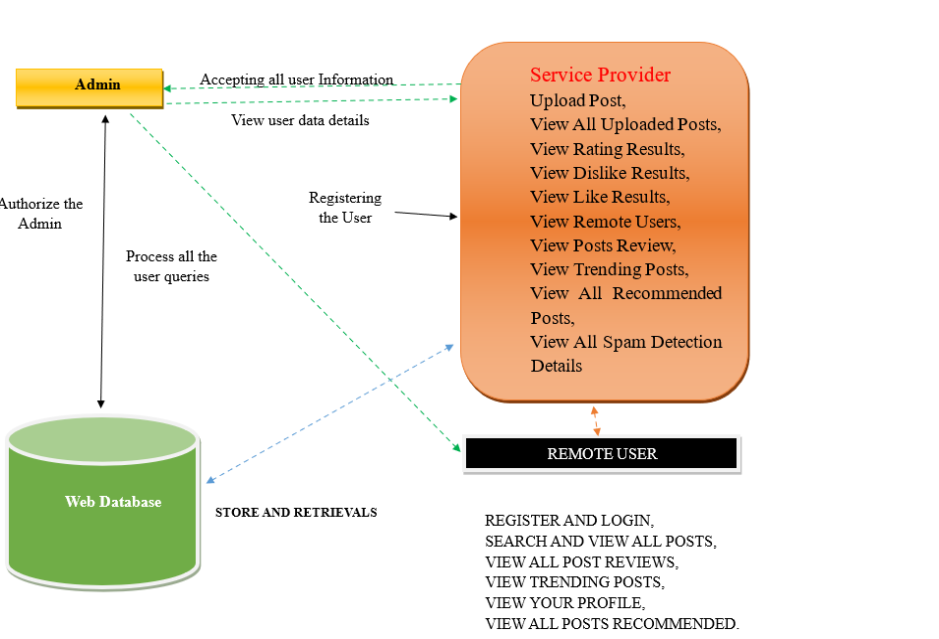 Admin
Accepting all user Information
View user data details
Authorize the
Admin
Process all the
user queries
Registering
the User
Service Provider
Upload Post,
View All Uploaded Posts,
View Rating Results,
View Dislike Results,
View Like Results,
View Remote Users,
View Posts Review,
View Trending Posts,
View All Recommended
Posts,
View All Spam Detection
Details
REMOTE USER
Web Database
STORE AND RETRIEVALS
REGISTER AND LOGIN,
SEARCH AND VIEW ALL POSTS,
VIEW ALL POST REVIEWS,
VIEW TRENDING POSTS,
VIEW YOUR PROFILE,
VIEW ALL POSTS RECOMMENDED.